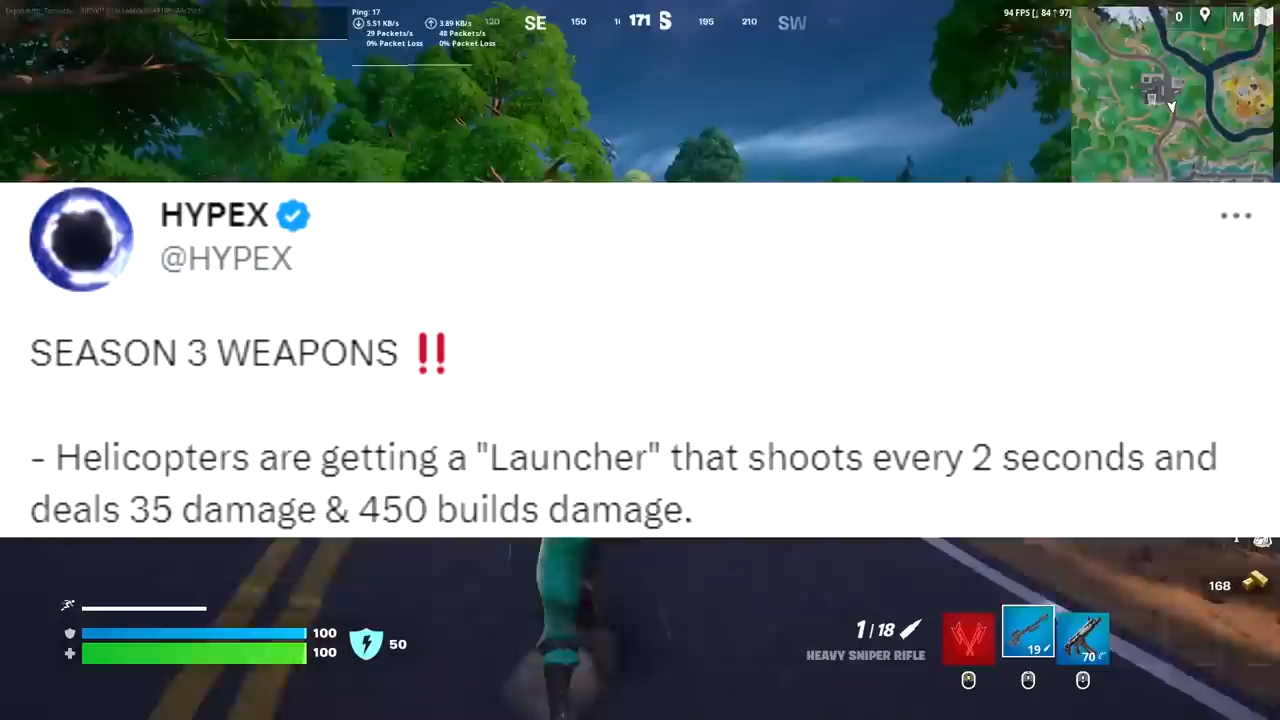 Ping: 17
5.51 KB/s 3.89 KB/s
29 Packets/s 48 Packets/s
0% Packet Loss 0% Packet Loss
120 SE 150 171 S 195 210 SW
94 FPS [↓ 84 ↑ 97]
0 M
HYPEX
@HYPEX
SEASON 3 WEAPONS ‼️
- Helicopters are getting a "Launcher" that shoots every 2 seconds and
deals 35 damage & 450 builds damage.
168
100
100
50
1 / 18
HEAVY SNIPER RIFLE
19
70